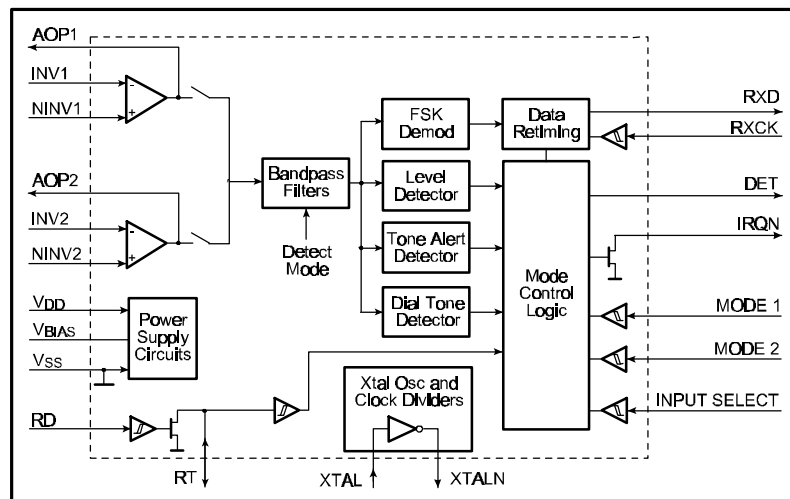 AOP1
INV1
NINV1
AOP2
INV2
NINV2
VDD
VBIAS
VSS
RD
-
+
-
+
Bandpass
Filters
Detect
Mode
FSK
Demod
Level
Detector
Tone Alert
Detector
Dial Tone
Detector
Data
Retiming
Mode
Control
Logic
Power
Supply
Circuits
Xtal Osc and
Clock Dividers
RXD
RXCK
DET
IRQN
MODE 1
MODE 2
INPUT SELECT
RT
XTAL
XTALN